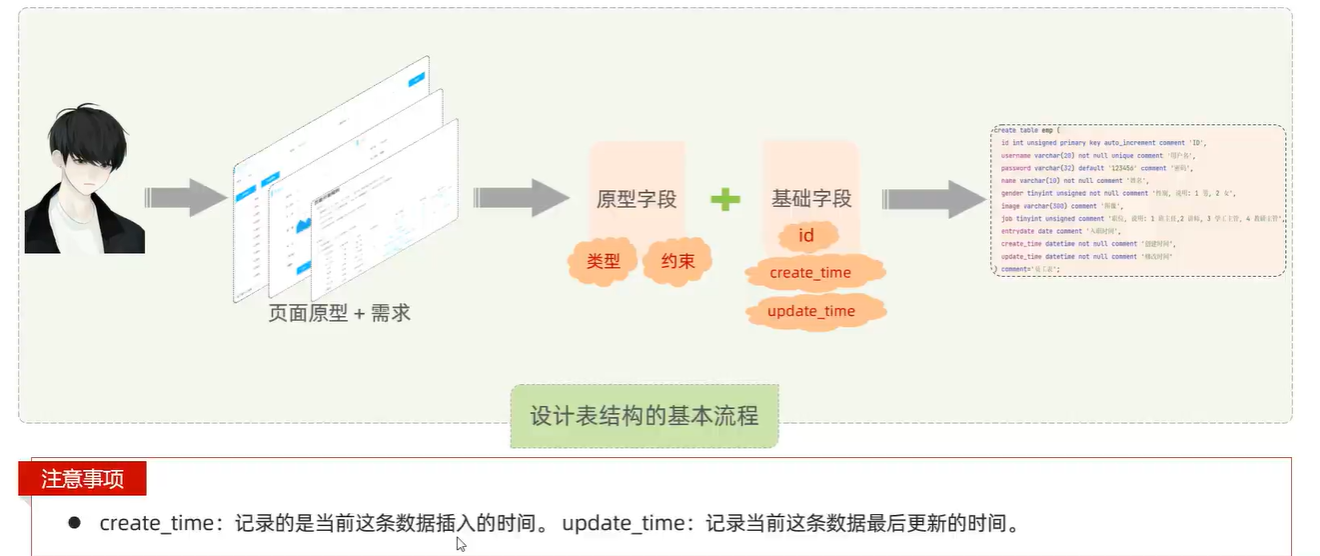 页面原型 + 需求
原型字段
类型
约束
基础字段
id
create_time
update_time
create table emp (
id int unsigned primary key auto_increment comment 'ID',
username varchar(20) not null unique comment '用户名',
password varchar(32) default '123456' comment '密码',
name varchar(10) not null comment '姓名',
gender tinyint unsigned not null comment '性别, 说明: 1 男, 2 女',
image varchar(300) comment '图像',
job tinyint unsigned comment '职位, 说明: 1 班主任,2 讲师, 3 学工主管, 4 教研主管',
entrydate date comment '入职时间',
create_time datetime not null comment '创建时间',
update_time datetime not null comment '修改时间'
) comment='员工表';
设计表结构的基本流程
注意事项
● create_time：记录的是当前这条数据插入的时间。 update_time：记录当前这条数据最后更新的时间。